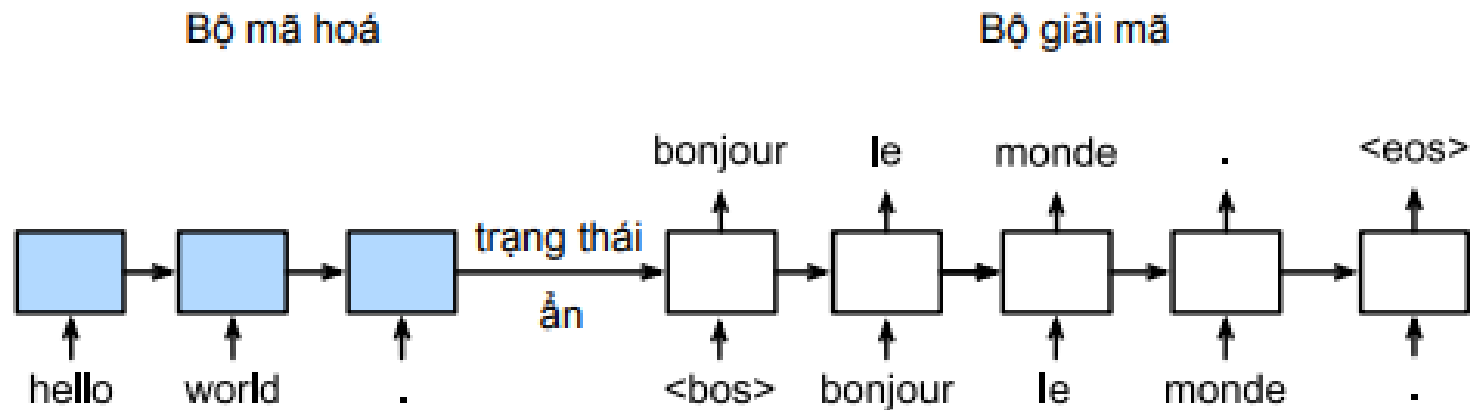 Bộ mã hoá Bộ giải mã
bonjour le monde . <eos>
trạng thái
ẩn
hello world . <bos> bonjour le monde .